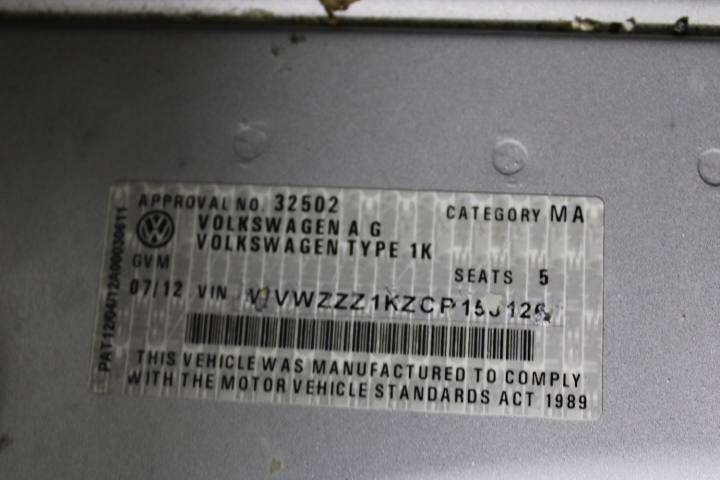 APPROVAL NO. 32502 CATEGORY MA
VOLKSWAGEN A G
VOLKSWAGEN TYPE 1K
GVM SEATS 5
07/12 VIN
THIS VEHICLE WAS MANUFACTURED TO COMPLY
WITH THE MOTOR VEHICLE STANDARDS ACT 1989